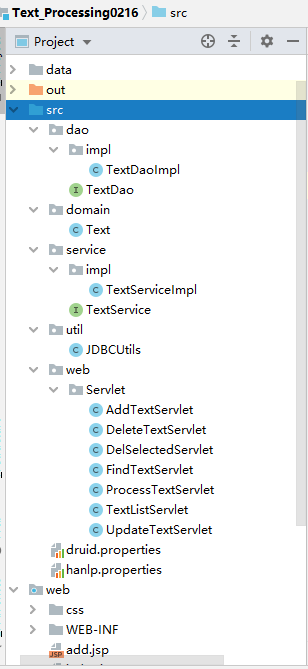 Text_Processing0216 src
Project
data
out
src
dao
impl
TextDaoImpl
TextDao
domain
Text
service
impl
TextServiceImpl
TextService
util
JDBCUtils
web
Servlet
AddTextServlet
DeleteTextServlet
DelSelectedServlet
FindTextServlet
ProcessTextServlet
TextListServlet
UpdateTextServlet
druid.properties
hanlp.properties
web
css
WEB-INF
add.jsp